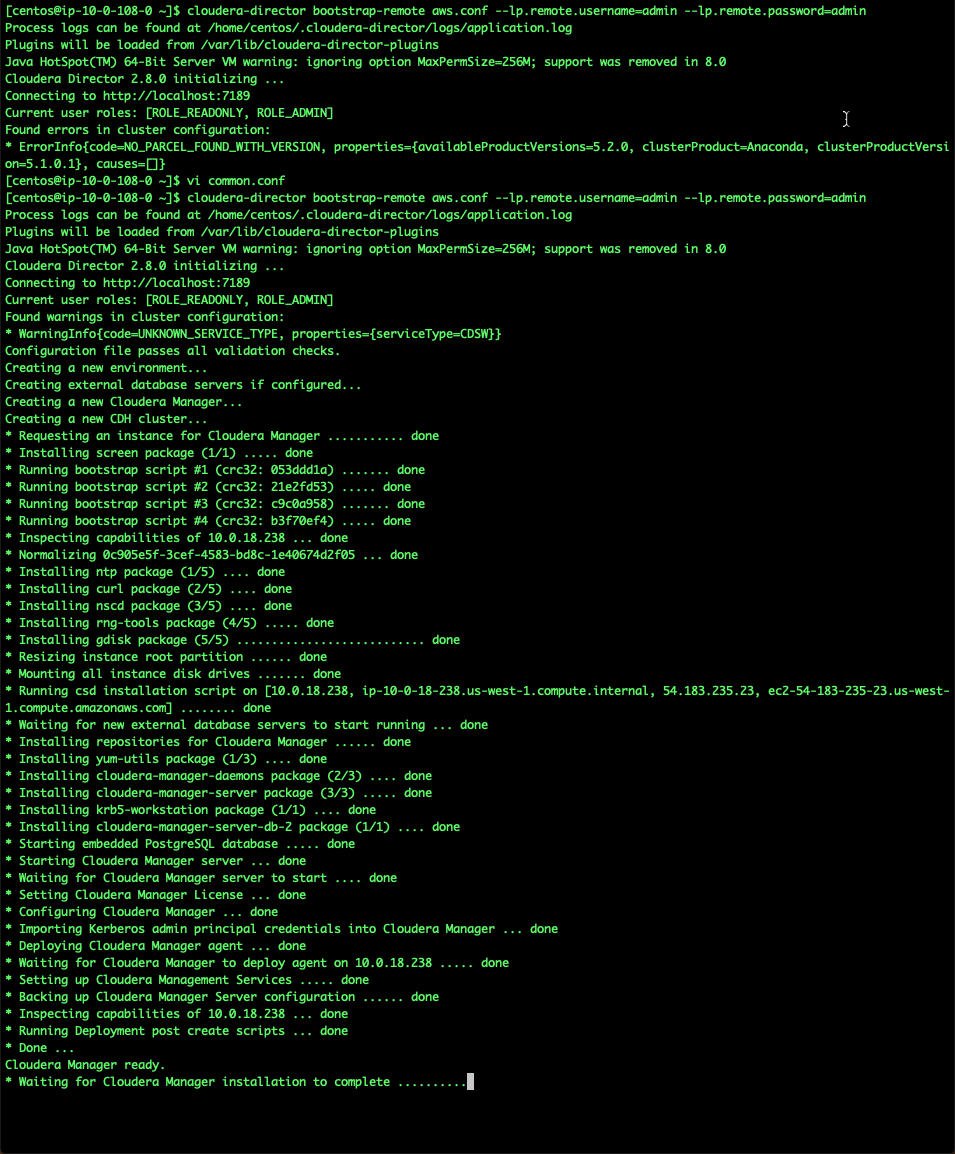 [centos@ip-10-0-108-0 ~]$ cloudera-director bootstrap-remote aws.conf --lp.remote.username=admin --lp.remote.password=admin
Process logs can be found at /home/centos/.cloudera-director/logs/application.log
Plugins will be loaded from /var/lib/cloudera-director-plugins
Java HotSpot(TM) 64-Bit Server VM warning: ignoring option MaxPermSize=256M; support was removed in 8.0
Cloudera Director 2.8.0 initializing ...
Connecting to http://localhost:7189
Current user roles: [ROLE_READONLY, ROLE_ADMIN]
Found errors in cluster configuration:
* ErrorInfo{code=NO_PARCEL_FOUND_WITH_VERSION, properties={availableProductVersions=5.2.0, clusterProduct=Anaconda, clusterProductVersi
on=5.1.0.1}, causes=[]}
[centos@ip-10-0-108-0 ~]$ vi common.conf
[centos@ip-10-0-108-0 ~]$ cloudera-director bootstrap-remote aws.conf --lp.remote.username=admin --lp.remote.password=admin
Process logs can be found at /home/centos/.cloudera-director/logs/application.log
Plugins will be loaded from /var/lib/cloudera-director-plugins
Java HotSpot(TM) 64-Bit Server VM warning: ignoring option MaxPermSize=256M; support was removed in 8.0
Cloudera Director 2.8.0 initializing ...
Connecting to http://localhost:7189
Current user roles: [ROLE_READONLY, ROLE_ADMIN]
Found warnings in cluster configuration:
* WarningInfo{code=UNKNOWN_SERVICE_TYPE, properties={serviceType=CDSW}}
Configuration file passes all validation checks.
Creating a new environment...
Creating external database servers if configured...
Creating a new Cloudera Manager...
Creating a new CDH cluster...
* Requesting an instance for Cloudera Manager ........... done
* Installing screen package (1/1) ..... done
* Running bootstrap script #1 (crc32: 053ddd1a) ....... done
* Running bootstrap script #2 (crc32: 21e2fd53) ..... done
* Running bootstrap script #3 (crc32: c9c0a958) ....... done
* Running bootstrap script #4 (crc32: b3f70ef4) ..... done
* Inspecting capabilities of 10.0.18.238 ... done
* Normalizing 0c905e5f-3cef-4583-bd8c-1e40674d2f05 ... done
* Installing ntp package (1/5) .... done
* Installing curl package (2/5) .... done
* Installing nscd package (3/5) .... done
* Installing rng-tools package (4/5) ..... done
* Installing gdisk package (5/5) ........................... done
* Resizing instance root partition ...... done
* Mounting all instance disk drives ....... done
* Running csd installation script on [10.0.18.238, ip-10-0-18-238.us-west-1.compute.internal, 54.183.235.23, ec2-54-183-235-23.us-west-
1.compute.amazonaws.com] ........ done
* Waiting for new external database servers to start running ... done
* Installing repositories for Cloudera Manager ...... done
* Installing yum-utils package (1/3) .... done
* Installing cloudera-manager-daemons package (2/3) .... done
* Installing cloudera-manager-server package (3/3) ..... done
* Installing krb5-workstation package (1/1) .... done
* Installing cloudera-manager-server-db-2 package (1/1) .... done
* Starting embedded PostgreSQL database ..... done
* Starting Cloudera Manager server ... done
* Waiting for Cloudera Manager server to start .... done
* Setting Cloudera Manager License ... done
* Configuring Cloudera Manager ... done
* Importing Kerberos admin principal credentials into Cloudera Manager ... done
* Deploying Cloudera Manager agent ... done
* Waiting for Cloudera Manager to deploy agent on 10.0.18.238 ..... done
* Setting up Cloudera Management Services ..... done
* Backing up Cloudera Manager Server configuration ...... done
* Inspecting capabilities of 10.0.18.238 ... done
* Running Deployment post create scripts ... done
* Done ...
Cloudera Manager ready.
* Waiting for Cloudera Manager installation to complete ..........